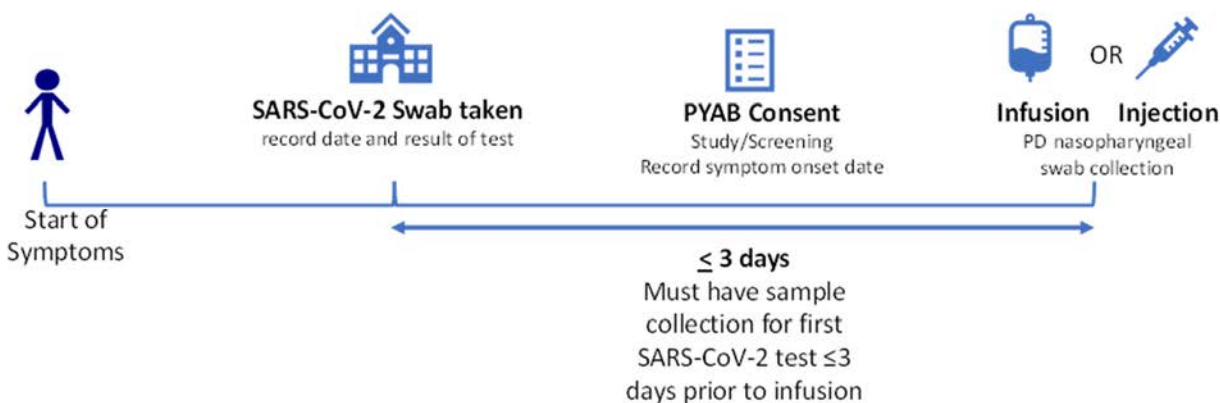 OR
SARS-CoV-2 Swab taken
record date and result of test
PYAB Consent
Study/Screening
Record symptom onset date
Infusion Injection
PD nasopharyngeal
swab collection
Start of
Symptoms
≤ 3 days
Must have sample
collection for first
SARS-CoV-2 test ≤3
days prior to infusion